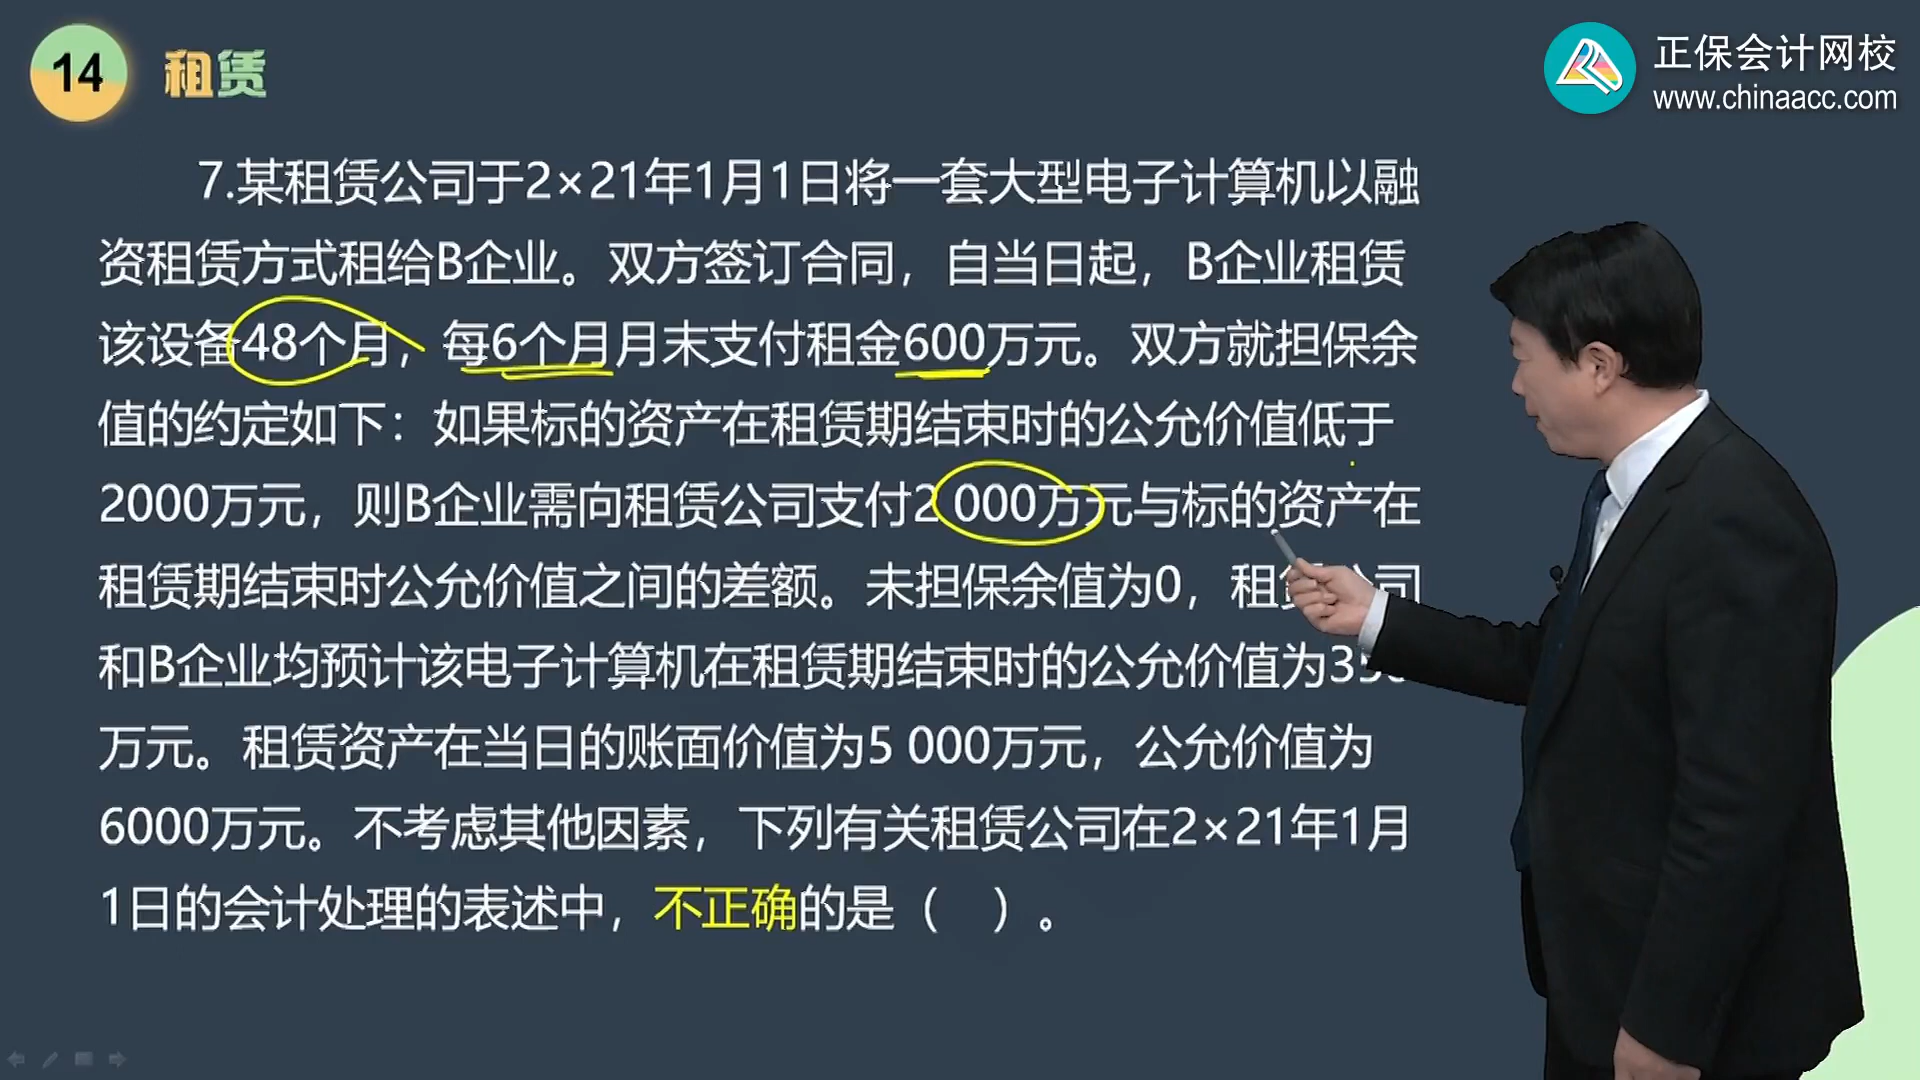 14 租赁
正保会计网校
www.chinaacc.com
7.某租赁公司于2×21年1月1日将一套大型电子计算机以融
资租赁方式租给B企业。双方签订合同，自当日起，B企业租赁
该设备48个月，每6个月月末支付租金600万元。双方就担保余
值的约定如下：如果标的资产在租赁期结束时的公允价值低于
2000万元，则B企业需向租赁公司支付2 000万元与标的资产在
租赁期结束时公允价值之间的差额。未担保余值为0，租赁公司
和B企业均预计该电子计算机在租赁期结束时的公允价值为
万元。租赁资产在当日的账面价值为5 000万元，公允价值为
6000万元。不考虑其他因素，下列有关租赁公司在2×21年1月
1日的会计处理的表述中，不正确的是（ ）。